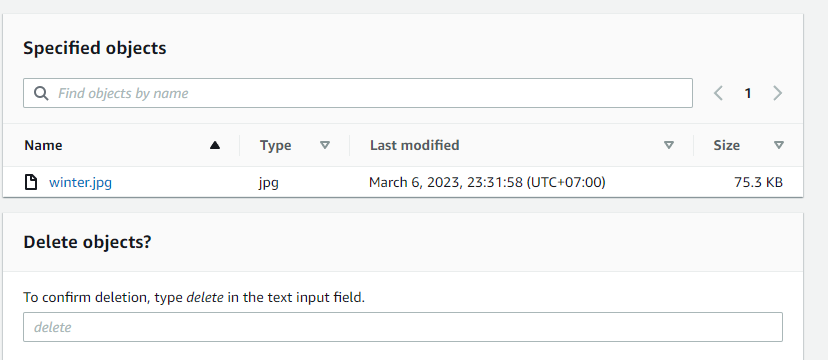 Specified objects
Find objects by name
1
Name Type Last modified Size
winter.jpg jpg March 6, 2023, 23:31:58 (UTC+07:00) 75.3 KB
Delete objects?
To confirm deletion, type delete in the text input field.
delete